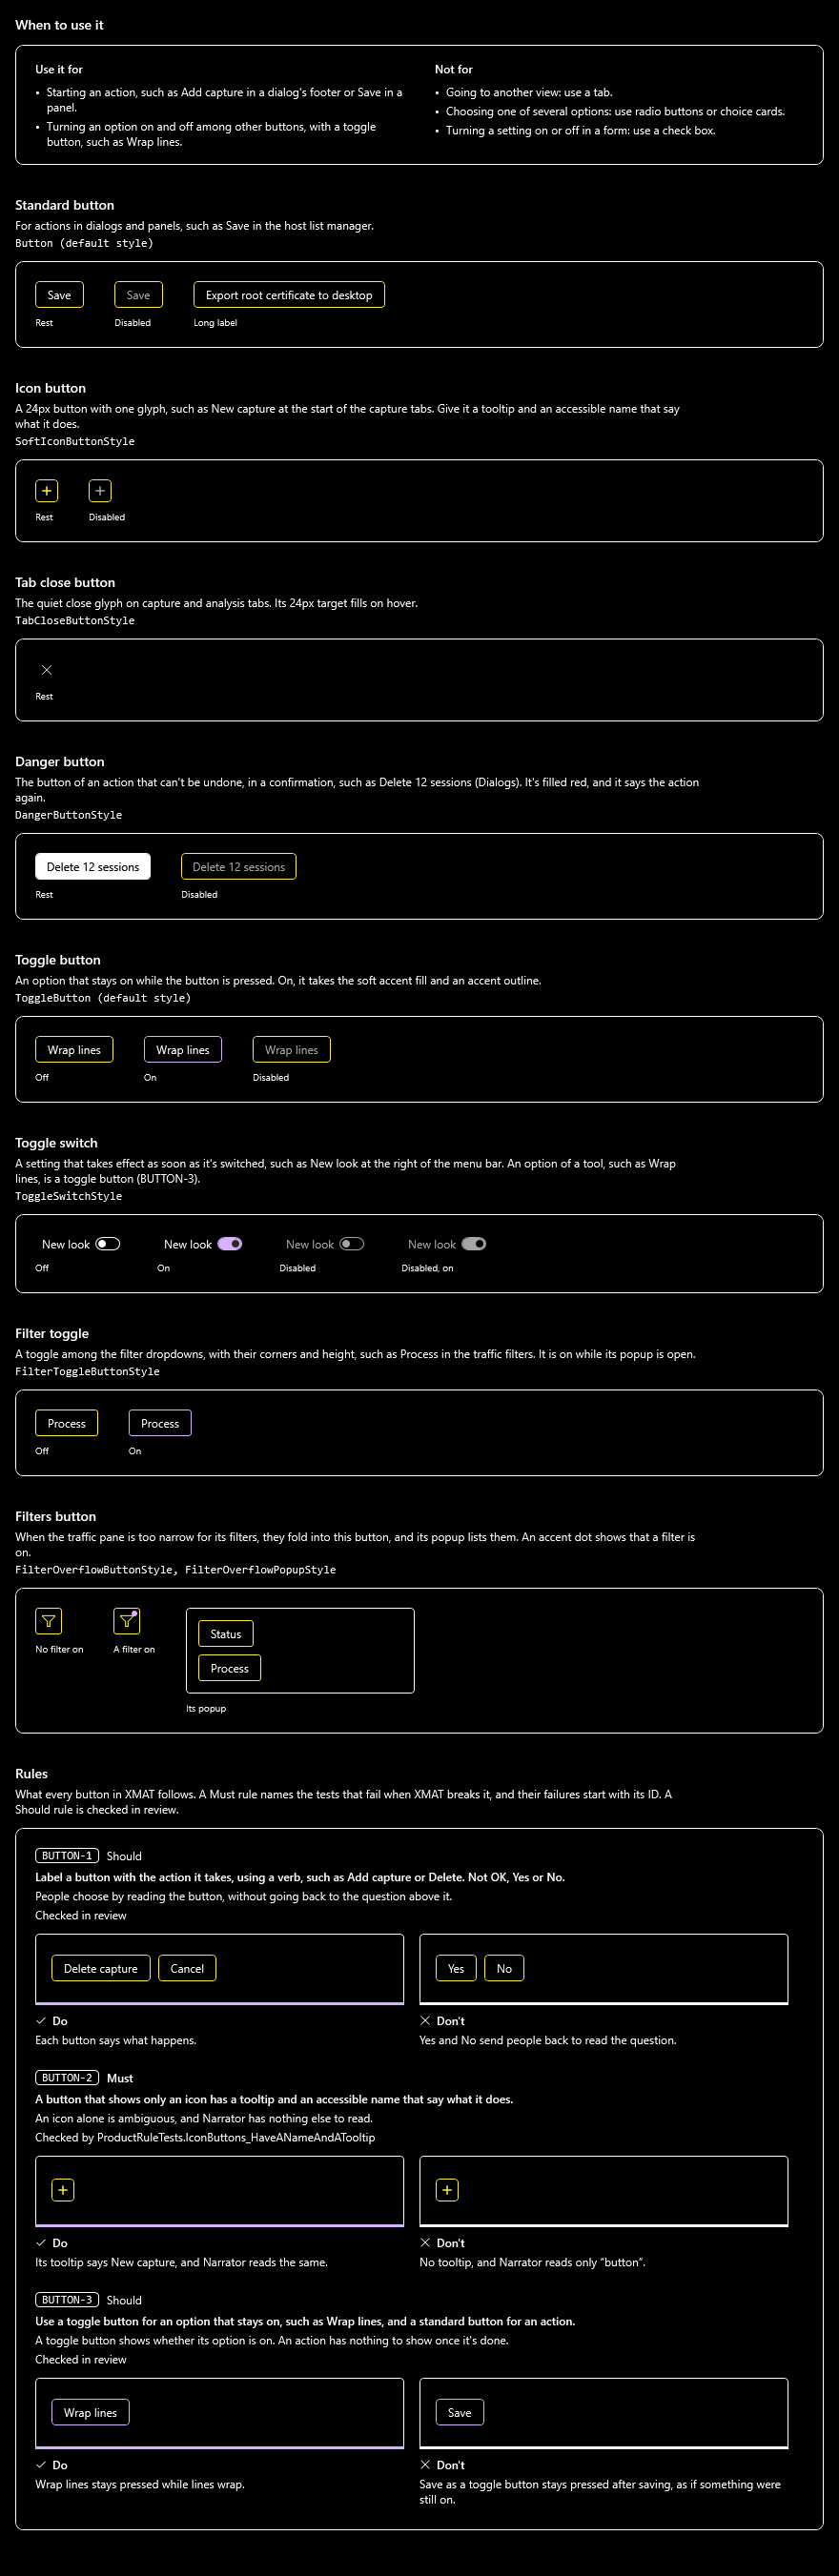 When to use it
Use it for
• Starting an action, such as Add capture in a dialog's footer or Save in a
panel.
• Turning an option on and off among other buttons, with a toggle
button, such as Wrap lines.
Not for
• Going to another view: use a tab.
• Choosing one of several options: use radio buttons or choice cards.
• Turning a setting on or off in a form: use a check box.
Standard button
For actions in dialogs and panels, such as Save in the host list manager.
Button (default style)
Save
Save
Export root certificate to desktop
Rest
Disabled
Long label
Icon button
A 24px button with one glyph, such as New capture at the start of the capture tabs. Give it a tooltip and an accessible name that say
what it does.
SoftIconButtonStyle
Rest
Disabled
Tab close button
The quiet close glyph on capture and analysis tabs. Its 24px target fills on hover.
TabCloseButtonStyle
Rest
Danger button
The button of an action that can't be undone, in a confirmation, such as Delete 12 sessions (Dialogs). It's filled red, and it says the action
again.
DangerButtonStyle
Delete 12 sessions
Delete 12 sessions
Rest
Disabled
Toggle button
An option that stays on while the button is pressed. On, it takes the soft accent fill and an accent outline.
ToggleButton (default style)
Wrap lines
Wrap lines
Wrap lines
Off
On
Disabled
Toggle switch
A setting that takes effect as soon as it's switched, such as New look at the right of the menu bar. An option of a tool, such as Wrap
lines, is a toggle button (BUTTON-3).
ToggleSwitchStyle
New look
New look
New look
New look
Off
On
Disabled
Disabled, on
Filter toggle
A toggle among the filter dropdowns, with their corners and height, such as Process in the traffic filters. It is on while its popup is open.
FilterToggleButtonStyle
Process
Process
Off
On
Filters button
When the traffic pane is too narrow for its filters, they fold into this button, and its popup lists them. An accent dot shows that a filter is
on.
FilterOverflowButtonStyle, FilterOverflowPopupStyle
No filter on
A filter on
Status
Process
Its popup
Rules
What every button in XMAT follows. A Must rule names the tests that fail when XMAT breaks it, and their failures start with its ID. A
Should rule is checked in review.
BUTTON-1 Should
Label a button with the action it takes, using a verb, such as Add capture or Delete. Not OK, Yes or No.
People choose by reading the button, without going back to the question above it.
Checked in review
Delete capture
Cancel
Yes
No
Do
Each button says what happens.
Don't
Yes and No send people back to read the question.
BUTTON-2 Must
A button that shows only an icon has a tooltip and an accessible name that say what it does.
An icon alone is ambiguous, and Narrator has nothing else to read.
Checked by ProductRuleTests.IconButtons_HaveANameAndATooltip
Do
Its tooltip says New capture, and Narrator reads the same.
Don't
No tooltip, and Narrator reads only “button”.
BUTTON-3 Should
Use a toggle button for an option that stays on, such as Wrap lines, and a standard button for an action.
A toggle button shows whether its option is on. An action has nothing to show once it's done.
Checked in review
Wrap lines
Save
Do
Wrap lines stays pressed while lines wrap.
Don't
Save as a toggle button stays pressed after saving, as if something were
still on.